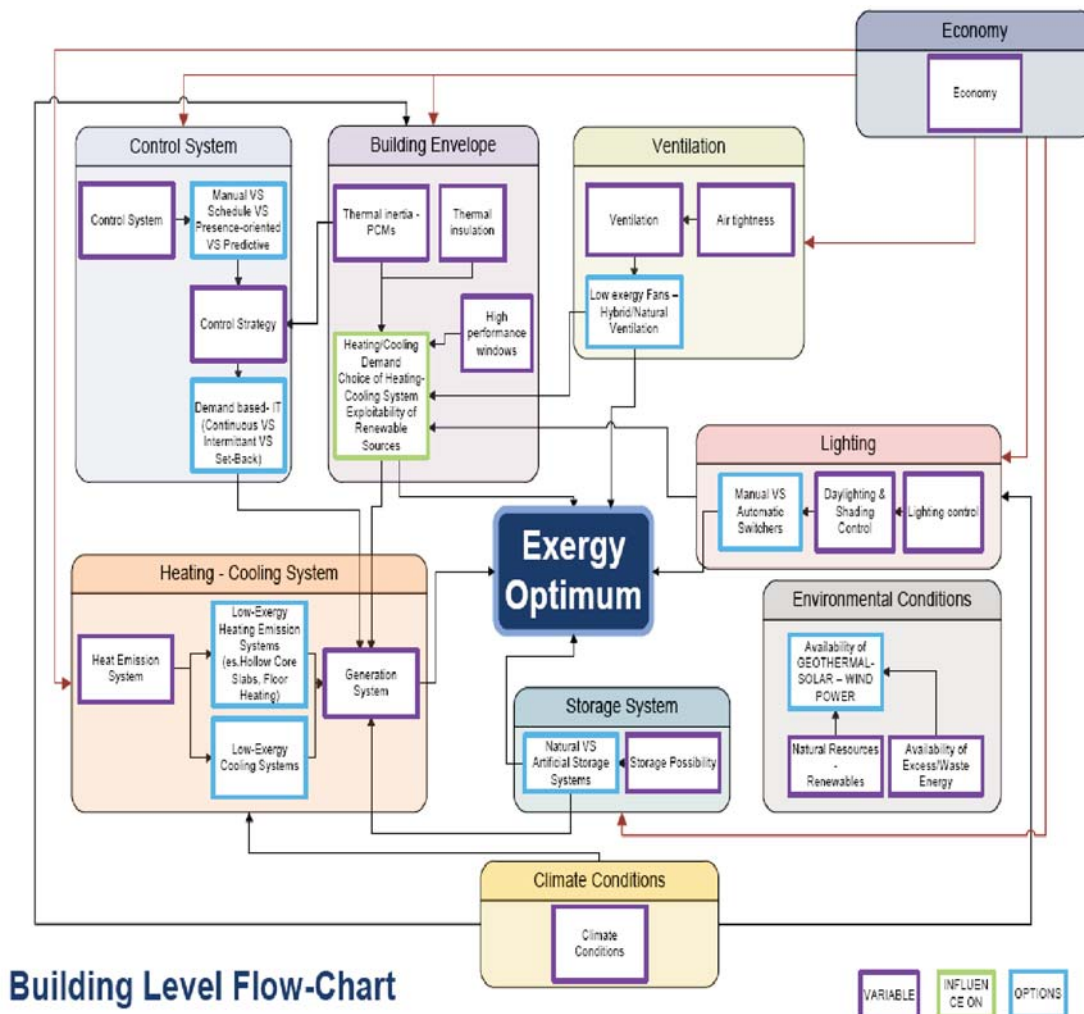 Economy
Economy
Control System
Control System
Manual VS
Schedule VS
Presence-oriented
VS Predictive
Control Strategy
Demand based- IT
(Continuous VS
Intermittant VS
Set-Back)
Building Envelope
Thermal inertia -
PCMs
Thermal
insulation
High
performance
windows
Heating/Cooling
Demand
Choice of Heating-
Cooling System
Exploitability of
Renewable
Sources
Ventilation
Ventilation
Air tightness
Low exergy Fans –
Hybrid/Natural
Ventilation
Lighting
Manual VS
Automatic
Switchers
Daylighting &
Shading
Control
Lighting control
Exergy
Optimum
Heating - Cooling System
Heat Emission
System
Low-Exergy
Heating Emission
Systems
(es.Hollow Core
Slabs, Floor
Heating)
Low-Exergy
Cooling Systems
Generation
System
Environmental Conditions
Availability of
GEOTHERMAL-
SOLAR – WIND
POWER
Natural Resources
-
Renewables
Availability of
Excess/Waste
Energy
Storage System
Natural VS
Artificial Storage
Systems
Storage Possibility
Climate Conditions
Climate
Conditions
Building Level Flow-Chart
VARIABLE
INFLUEN
CE ON
OPTIONS